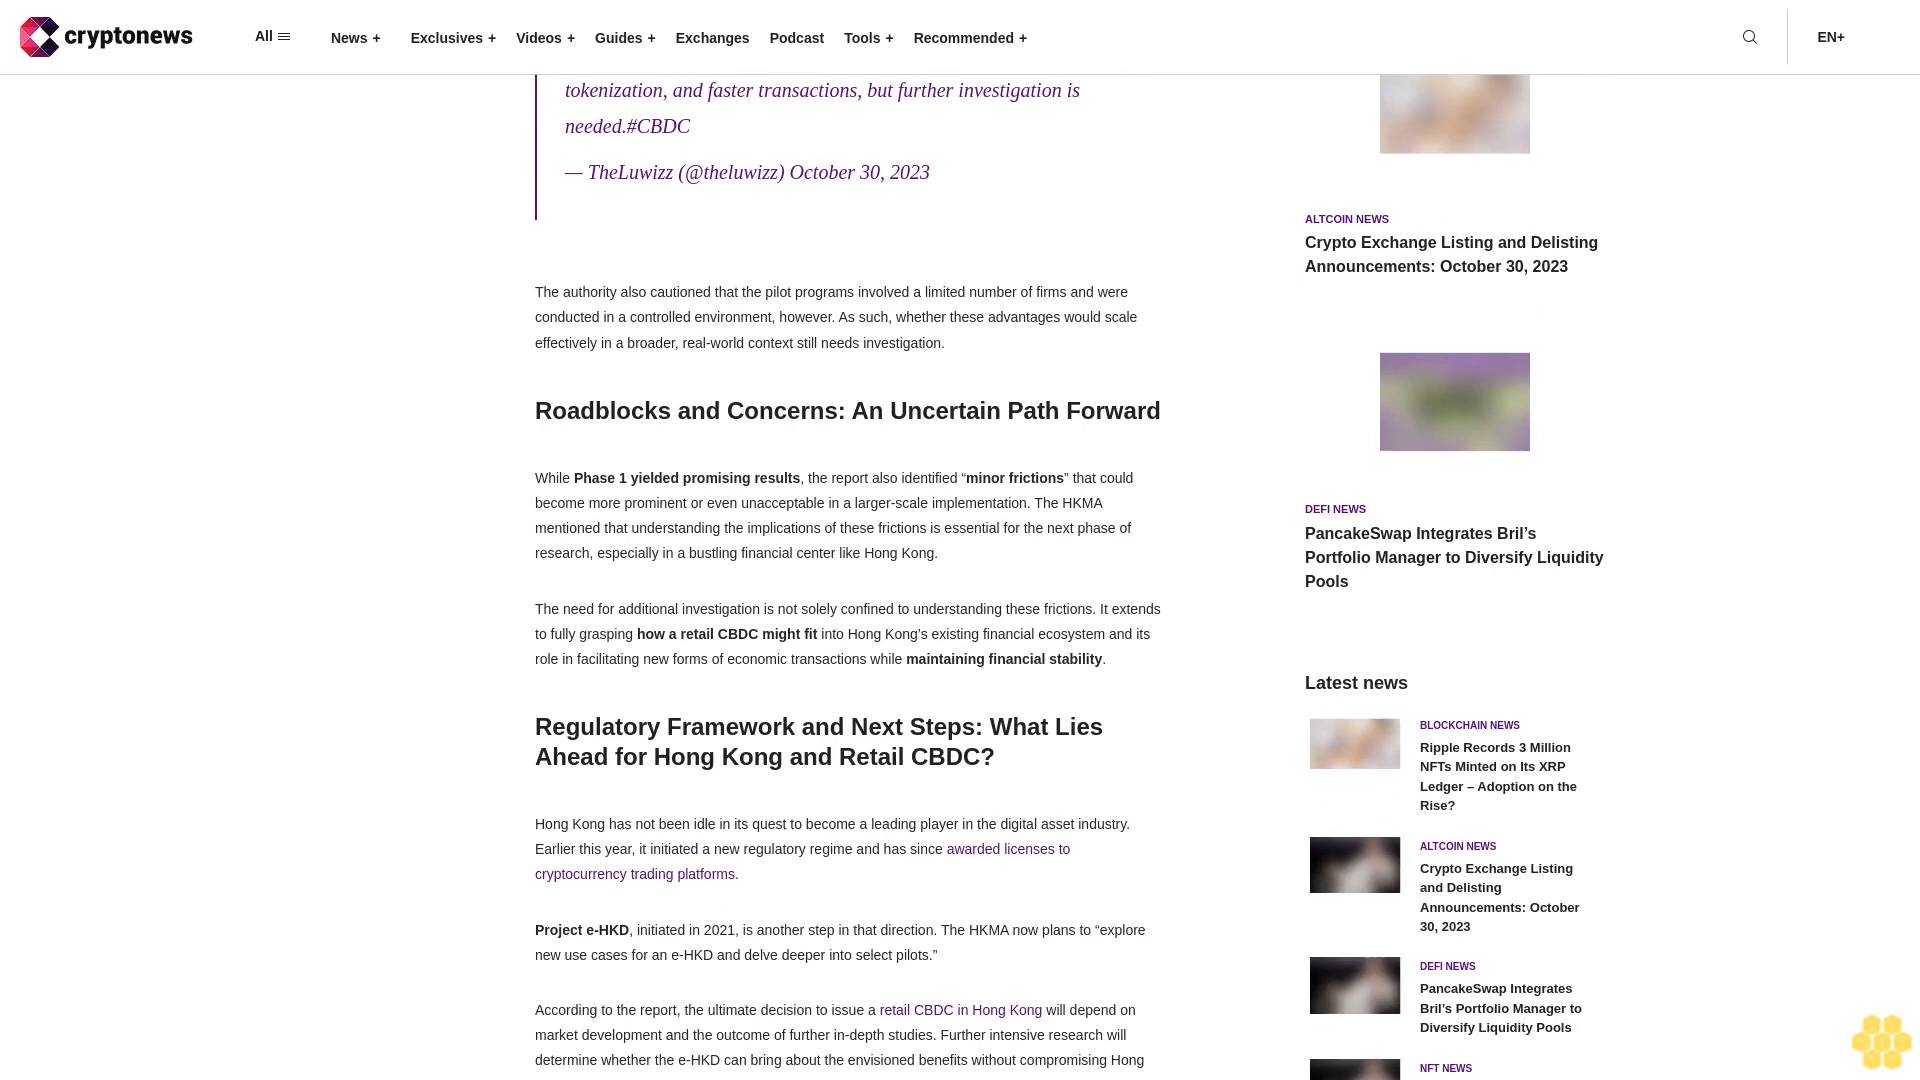 cryptonews
All
News +
Exclusives +
Videos +
Guides +
Exchanges
Podcast
Tools +
Recommended +
EN+
tokenization, and faster transactions, but further investigation is
needed.#CBDC
— TheLuwizz (@theluwizz) October 30, 2023
The authority also cautioned that the pilot programs involved a limited number of firms and were
conducted in a controlled environment, however. As such, whether these advantages would scale
effectively in a broader, real-world context still needs investigation.
Roadblocks and Concerns: An Uncertain Path Forward
While Phase 1 yielded promising results, the report also identified “minor frictions” that could
become more prominent or even unacceptable in a larger-scale implementation. The HKMA
mentioned that understanding the implications of these frictions is essential for the next phase of
research, especially in a bustling financial center like Hong Kong.
The need for additional investigation is not solely confined to understanding these frictions. It extends
to fully grasping how a retail CBDC might fit into Hong Kong’s existing financial ecosystem and its
role in facilitating new forms of economic transactions while maintaining financial stability.
Regulatory Framework and Next Steps: What Lies
Ahead for Hong Kong and Retail CBDC?
Hong Kong has not been idle in its quest to become a leading player in the digital asset industry.
Earlier this year, it initiated a new regulatory regime and has since awarded licenses to
cryptocurrency trading platforms.
Project e-HKD, initiated in 2021, is another step in that direction. The HKMA now plans to “explore
new use cases for an e-HKD and delve deeper into select pilots.”
According to the report, the ultimate decision to issue a retail CBDC in Hong Kong will depend on
market development and the outcome of further in-depth studies. Further intensive research will
determine whether the e-HKD can bring about the envisioned benefits without compromising Hong
ALTCOIN NEWS
Crypto Exchange Listing and Delisting
Announcements: October 30, 2023
DEFI NEWS
PancakeSwap Integrates Bril’s
Portfolio Manager to Diversify Liquidity
Pools
Latest news
BLOCKCHAIN NEWS
Ripple Records 3 Million
NFTs Minted on Its XRP
Ledger – Adoption on the
Rise?
ALTCOIN NEWS
Crypto Exchange Listing
and Delisting
Announcements: October
30, 2023
DEFI NEWS
PancakeSwap Integrates
Bril’s Portfolio Manager to
Diversify Liquidity Pools
NFT NEWS